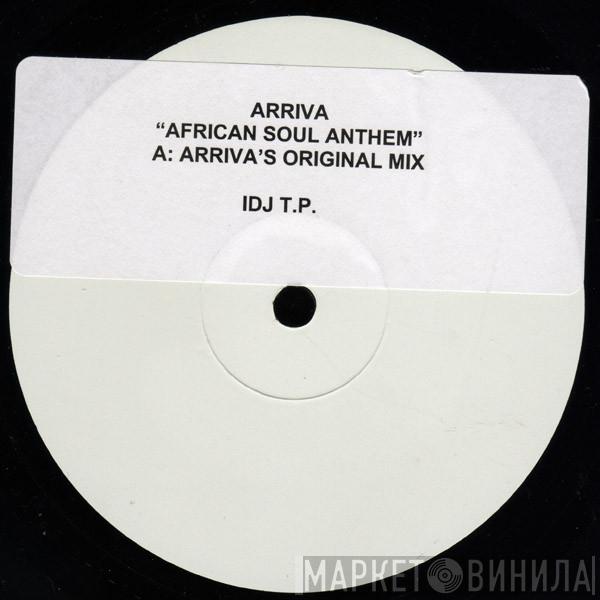 ARRIVA
“AFRICAN SOUL ANTHEM”
A: ARRIVA’S ORIGINAL MIX
IDJ T.P.
МАРКЕТ ВИНИЛА